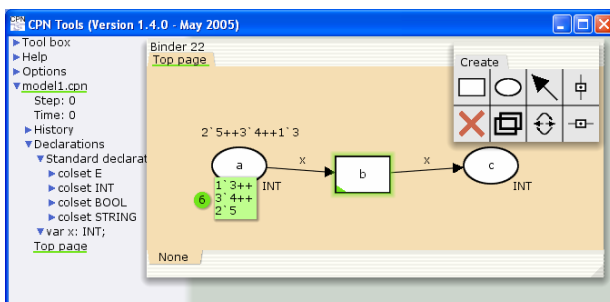 CPN Tools (Version 1.4.0 - May 2005)
Tool box
Help
Options
model1.cpn
Step: 0
Time: 0
History
Declarations
Standard declarat
colset E
colset INT
colset BOOL
colset STRING
var x: INT;
Top page
Binder 22
Top page
Create
2`5++3`4++1`3
a
x
b
x
c
INT
INT
6
1`3++
3`4++
2`5
None